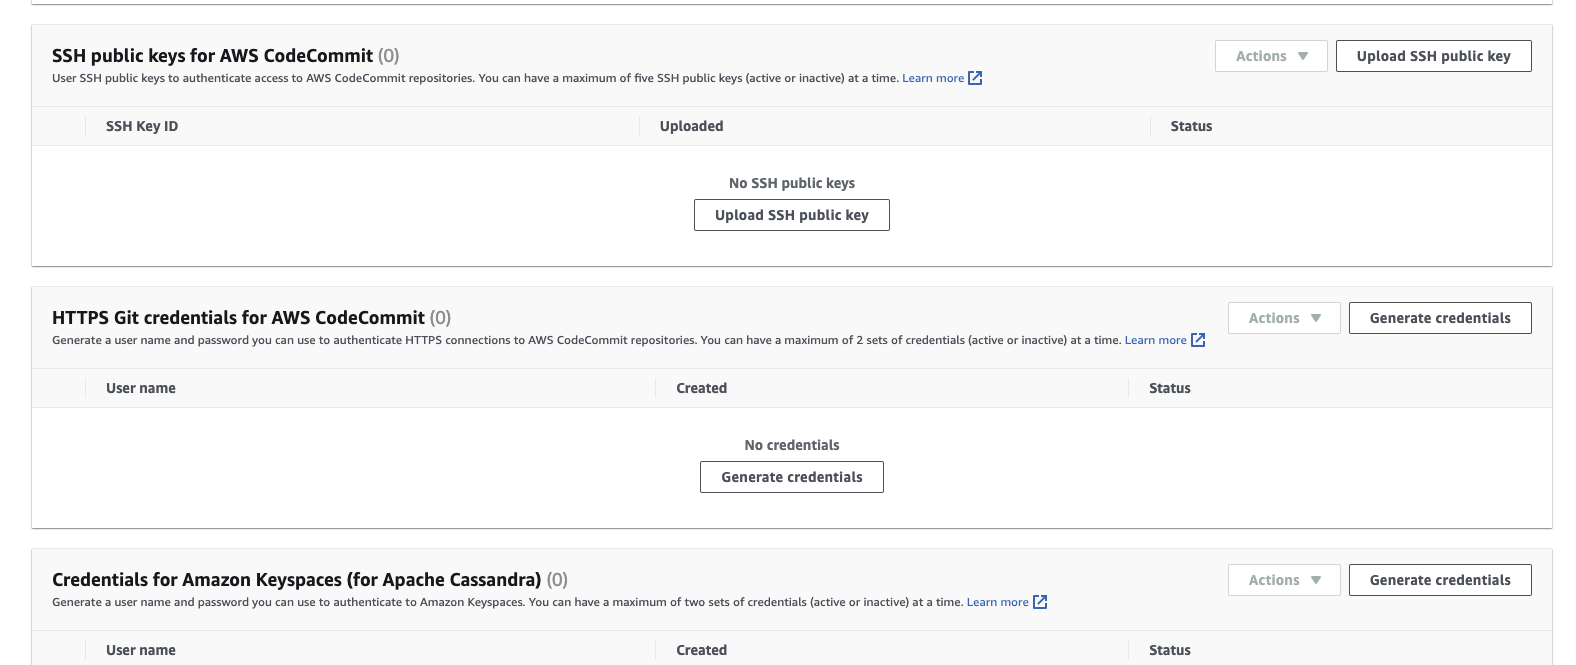 SSH public keys for AWS CodeCommit (0)
Actions
Upload SSH public key
User SSH public keys to authenticate access to AWS CodeCommit repositories. You can have a maximum of five SSH public keys (active or inactive) at a time. Learn more
SSH Key ID
Uploaded
Status
No SSH public keys
Upload SSH public key
HTTPS Git credentials for AWS CodeCommit (0)
Actions
Generate credentials
Generate a user name and password you can use to authenticate HTTPS connections to AWS CodeCommit repositories. You can have a maximum of 2 sets of credentials (active or inactive) at a time. Learn more
User name
Created
Status
No credentials
Generate credentials
Credentials for Amazon Keyspaces (for Apache Cassandra) (0)
Actions
Generate credentials
Generate a user name and password you can use to authenticate to Amazon Keyspaces. You can have a maximum of two sets of credentials (active or inactive) at a time. Learn more
User name
Created
Status